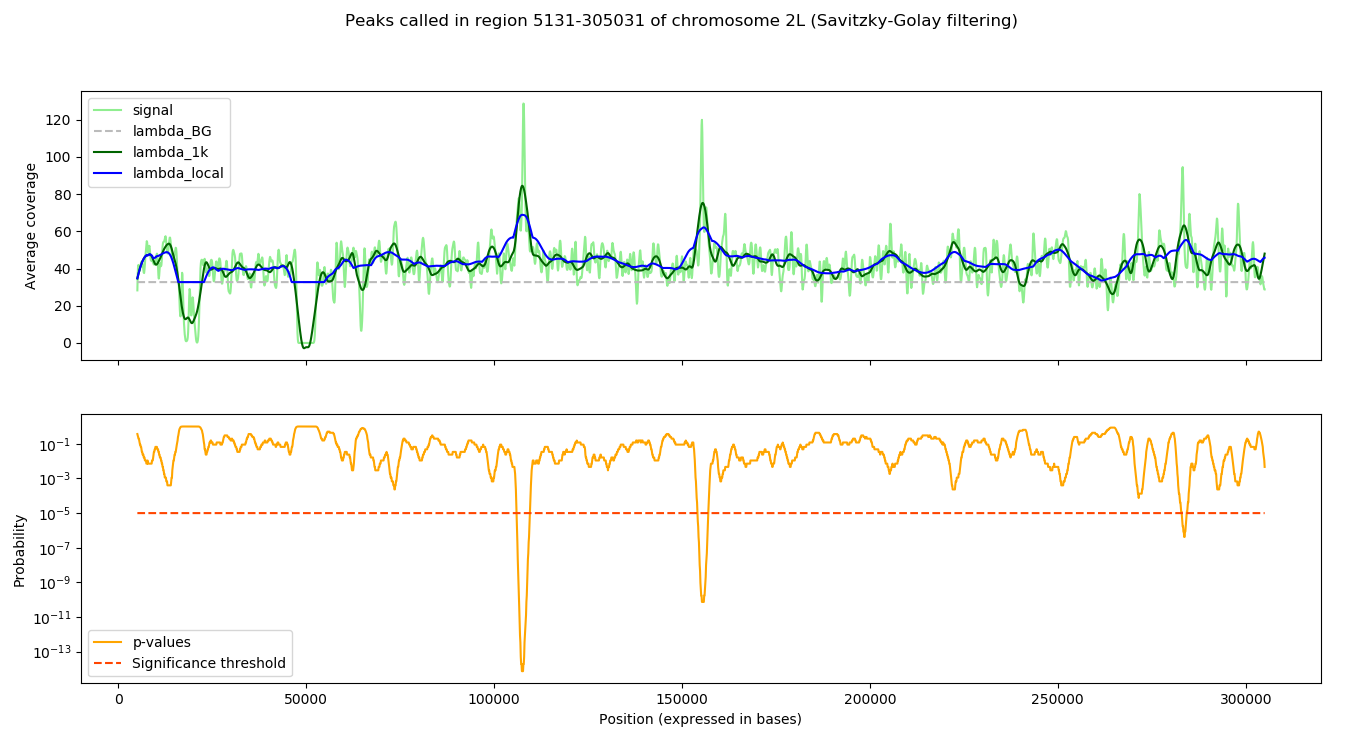 Peaks called in region 5131-305031 of chromosome 2L (Savitzky-Golay filtering)
Average coverage
120
100
80
60
40
20
0
signal
lambda_BG
lambda_1k
lambda_local
Probability
10⁻¹
10⁻³
10⁻⁵
10⁻⁷
10⁻⁹
10⁻¹¹
10⁻¹³
p-values
Significance threshold
0
50000
100000
150000
200000
250000
300000
Position (expressed in bases)